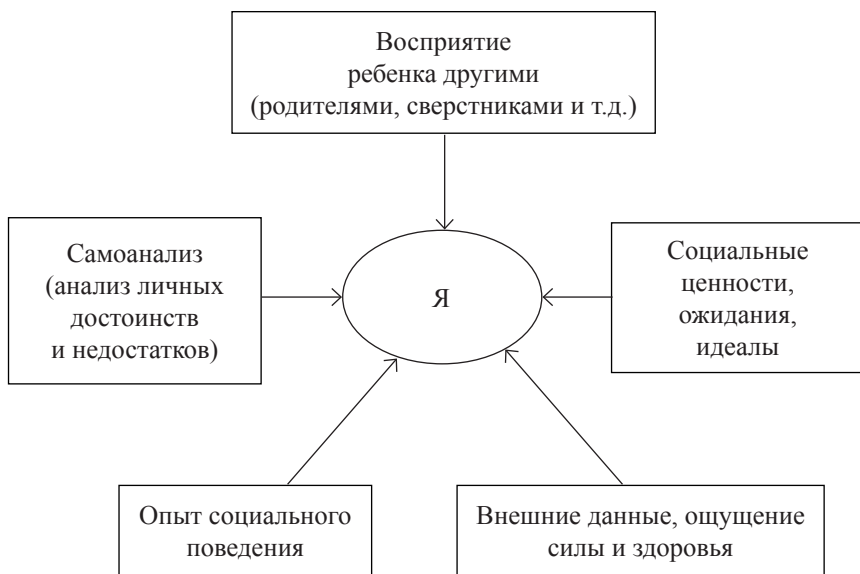 Восприятие
ребенка другими
(родителями, сверстниками и т.д.)
Самоанализ
(анализ личных
достоинств
и недостатков)
Я
Социальные
ценности,
ожидания,
идеалы
Опыт социального
поведения
Внешние данные, ощущение
силы и здоровья